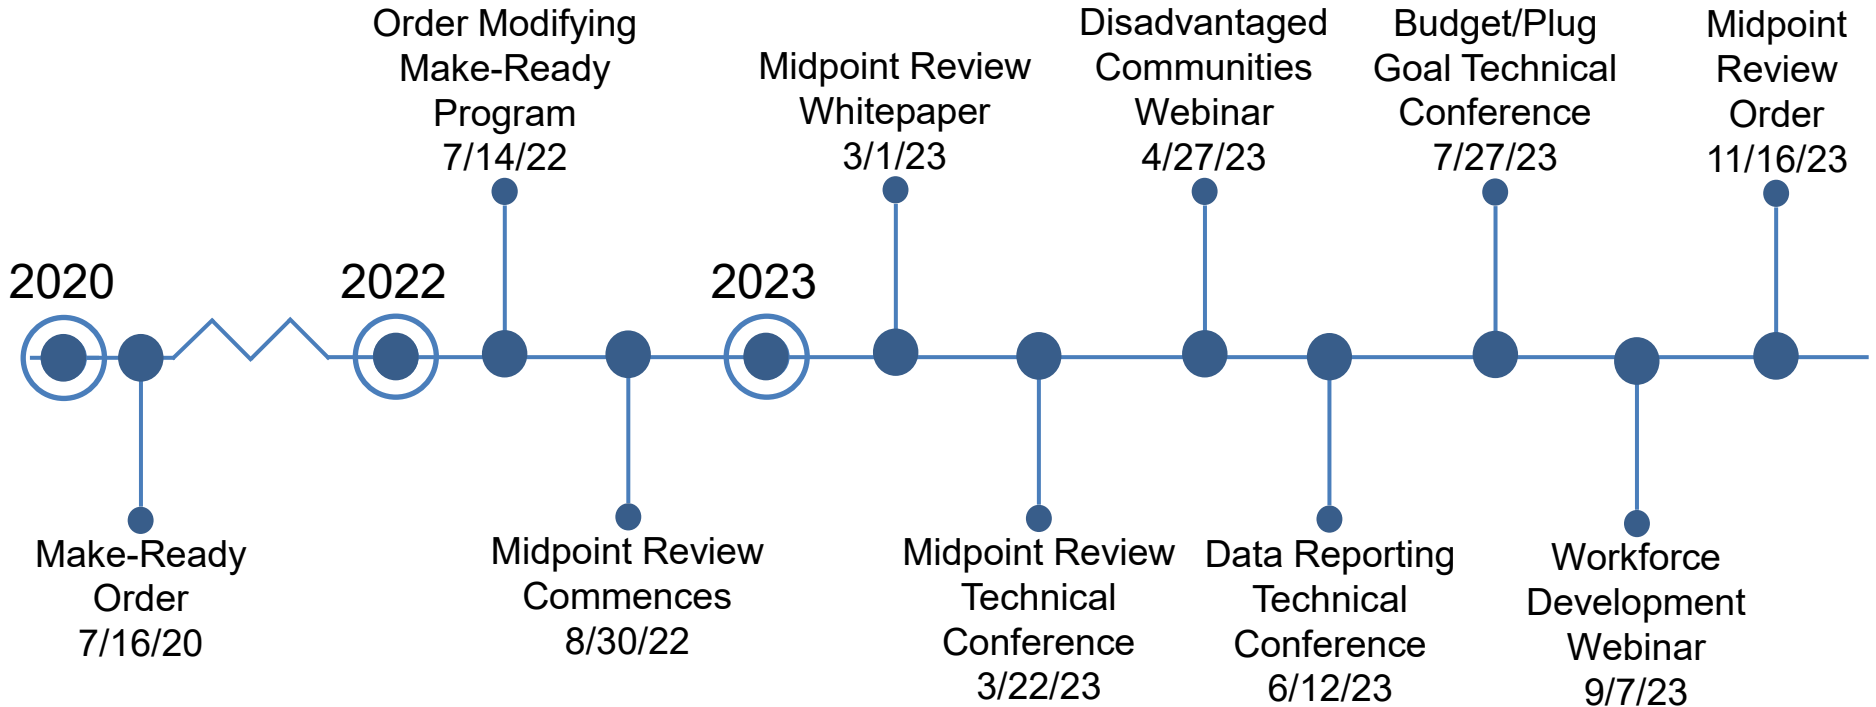 Order Modifying
Make-Ready
Program
7/14/22
Midpoint Review
Whitepaper
3/1/23
Disadvantaged
Communities
Webinar
4/27/23
Budget/Plug
Goal Technical
Conference
7/27/23
Midpoint
Review
Order
11/16/23
2020
2022
2023
Make-Ready
Order
7/16/20
Midpoint Review
Commences
8/30/22
Midpoint Review
Technical
Conference
3/22/23
Data Reporting
Technical
Conference
6/12/23
Workforce
Development
Webinar
9/7/23